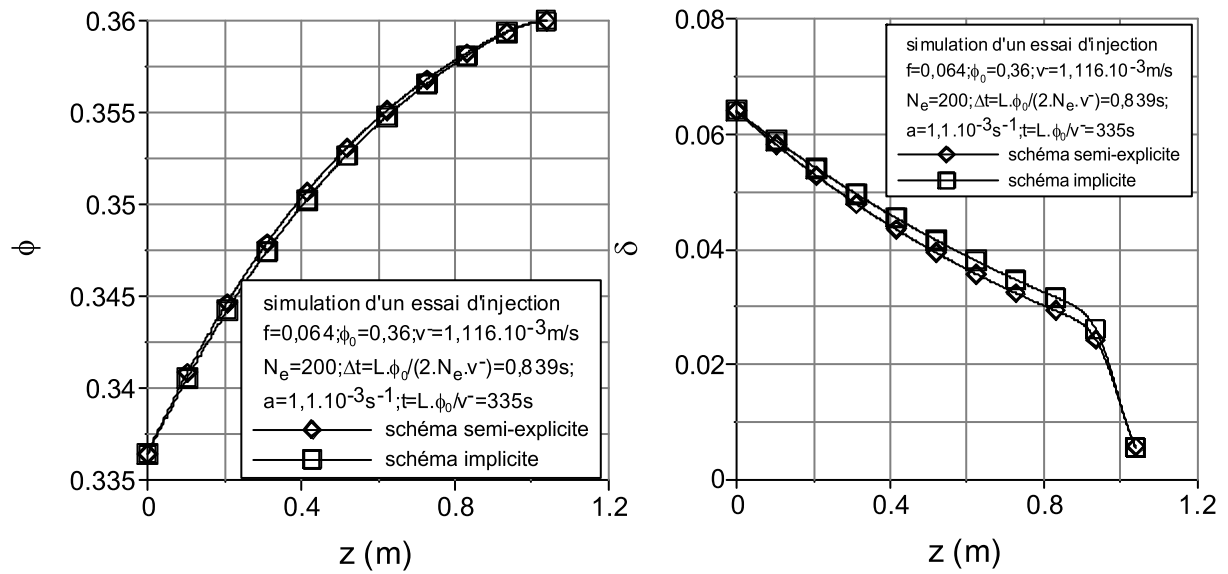 0.36
0.355
0.35
0.345
0.34
0.335
ϕ
0
0.4
0.8
1.2
z (m)
simulation d'un essai d'injection
f=0,064;ϕ₀=0,36;v⁻=1,116.10⁻³m/s
Nₑ=200;Δt=L.ϕ₀/(2.Nₑ.v⁻)=0,839s;
a=1,1.10⁻³s⁻¹;t=L.ϕ₀/v⁻=335s
schéma semi-explicite
schéma implicite
0.08
0.06
0.04
0.02
0
δ
0
0.4
0.8
1.2
z (m)
simulation d'un essai d'injection
f=0,064;ϕ₀=0,36;v⁻=1,116.10⁻³m/s
Nₑ=200;Δt=L.ϕ₀/(2.Nₑ.v⁻)=0,839s;
a=1,1.10⁻³s⁻¹;t=L.ϕ₀/v⁻=335s
schéma semi-explicite
schéma implicite